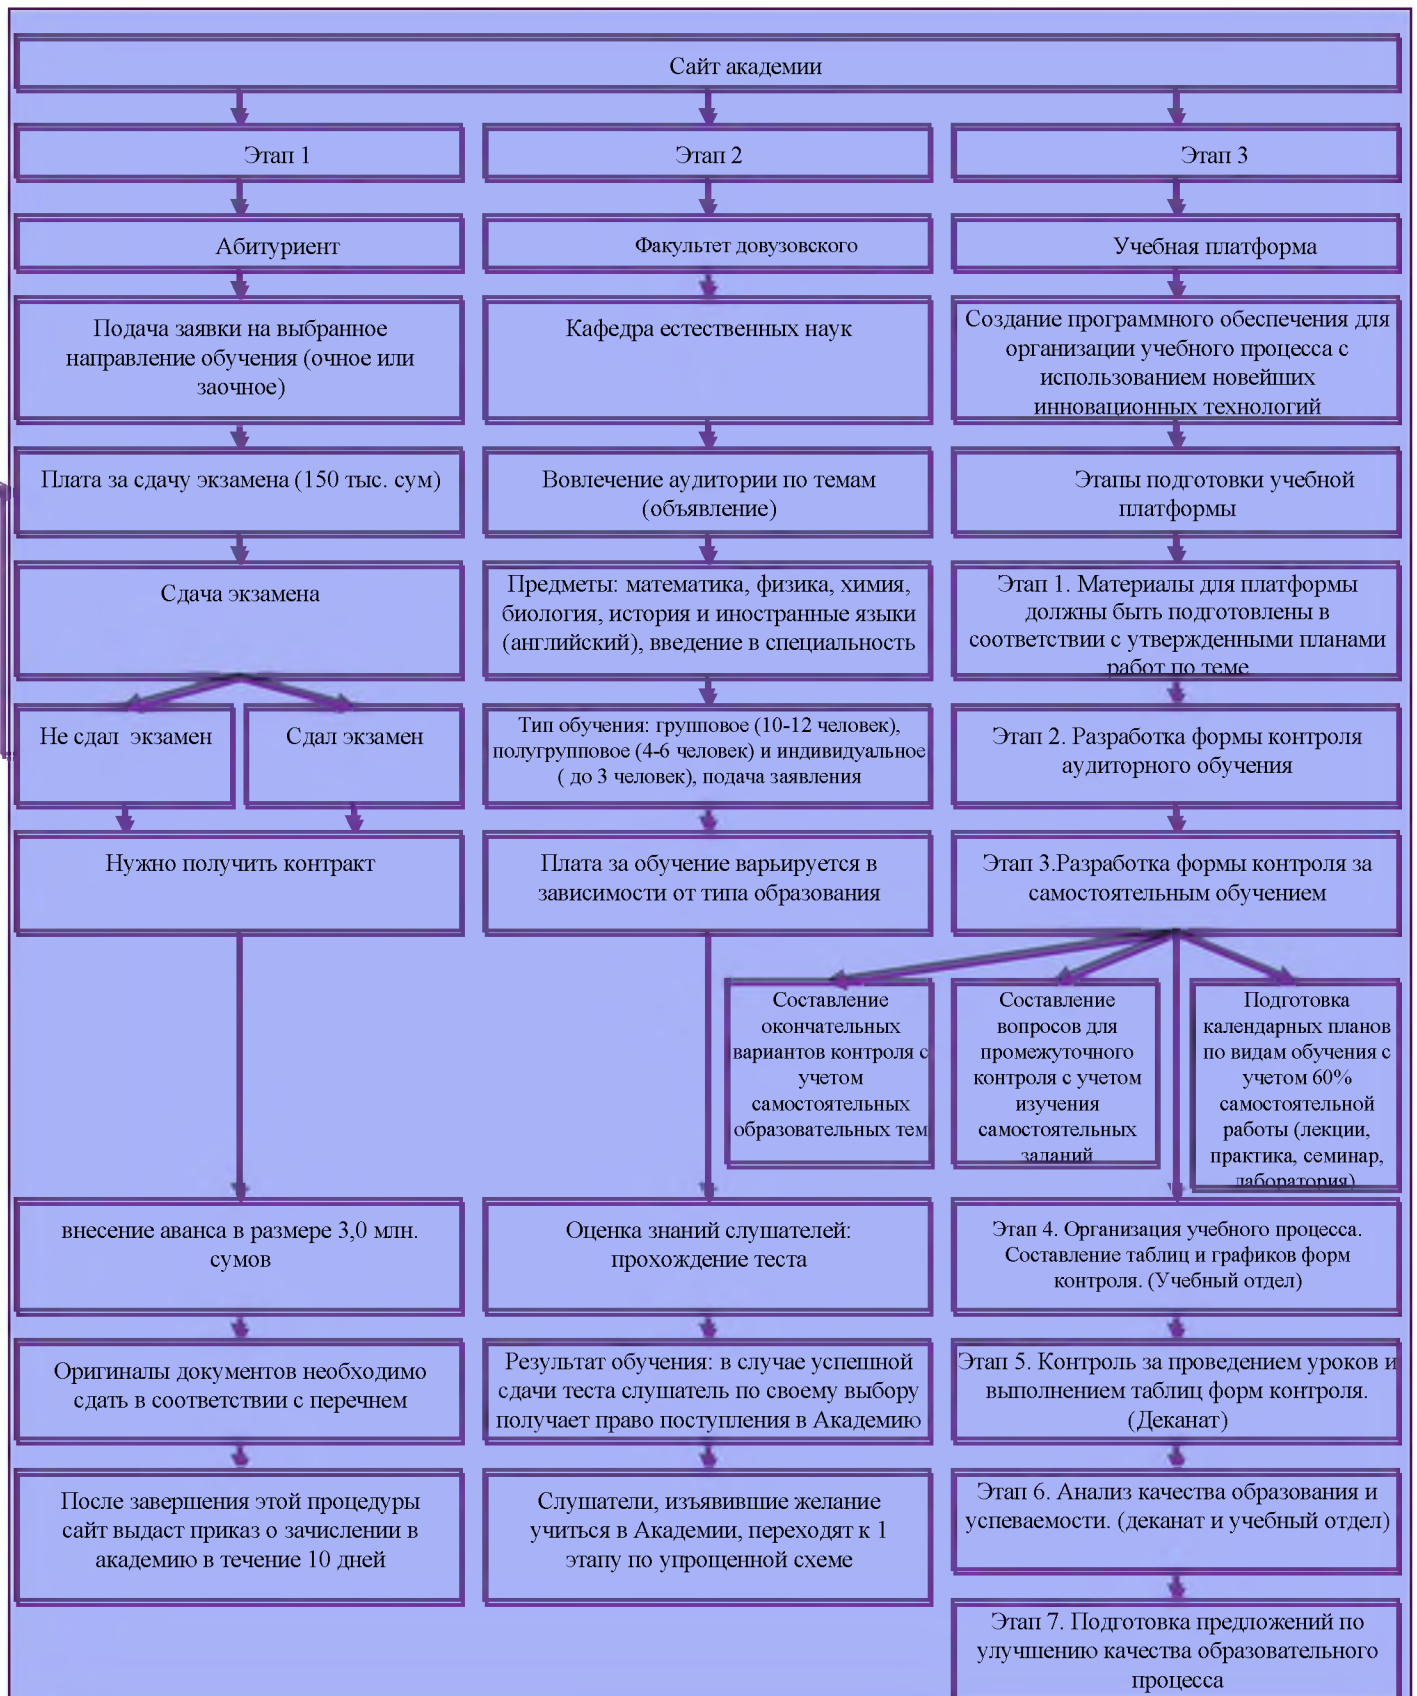 Сайт академии
Этап 1
Абитуриент
Подача заявки на выбранное
направление обучения (очное или
заочное)
Плата за сдачу экзамена (150 тыс. сум)
Сдача экзамена
Не сдал экзамен
Сдал экзамен
Нужно получить контракт
внесение аванса в размере 3,0 млн.
сумов
Оригиналы документов необходимо
сдать в соответствии с перечнем
После завершения этой процедуры
сайт выдаст приказ о зачислении в
академию в течение 10 дней
Этап 2
Факультет довузовского
Кафедра естественных наук
Вовлечение аудитории по темам
(объявление)
Предметы: математика, физика, химия,
биология, история и иностранные языки
(английский), введение в специальность
Тип обучения: групповое (10-12 человек),
полугрупповое (4-6 человек) и индивидуальное
( до 3 человек), подача заявления
Плата за обучение варьируется в
зависимости от типа образования
Оценка знаний слушателей:
прохождение теста
Результат обучения: в случае успешной
сдачи теста слушатель по своему выбору
получает право поступления в Академию
Слушатели, изъявившие желание
учиться в Академии, переходят к 1
этапу по упрощенной схеме
Этап 3
Учебная платформа
Создание программного обеспечения для
организации учебного процесса с
использованием новейших
инновационных технологий
Этапы подготовки учебной
платформы
Этап 1. Материалы для платформы
должны быть подготовлены в
соответствии с утвержденными планами
работ по теме
Этап 2. Разработка формы контроля
аудиторного обучения
Этап 3.Разработка формы контроля за
самостоятельным обучением
Составление
окончательных
вариантов контроля с
учетом
самостоятельных
образовательных тем
Составление
вопросов для
промежуточного
контроля с учетом
изучения
самостоятельных
заданий
Подготовка
календарных планов
по видам обучения с
учетом 60%
самостоятельной
работы (лекции,
практика, семинар,
лаборатория)
Этап 4. Организация учебного процесса.
Составление таблиц и графиков форм
контроля. (Учебный отдел)
Этап 5. Контроль за проведением уроков и
выполнением таблиц форм контроля.
(Деканат)
Этап 6. Анализ качества образования и
успеваемости. (деканат и учебный отдел)
Этап 7. Подготовка предложений по
улучшению качества образовательного
процесса